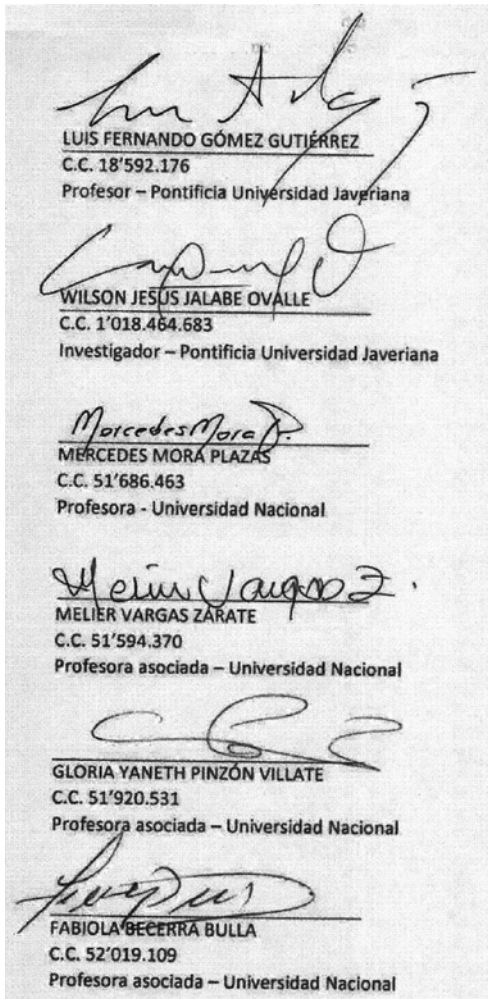 LUIS FERNANDO GÓMEZ GUTIÉRREZ
C.C. 18'592.176
Profesor – Pontificia Universidad Javeriana
WILSON JESÚS JALABE OVALLE
C.C. 1'018.464.683
Investigador – Pontificia Universidad Javeriana
Mercedes Mora P.
MERCEDES MORA PLAZAS
C.C. 51'686.463
Profesora - Universidad Nacional
Melier Vargas Z.
MELIER VARGAS ZÁRATE
C.C. 51'594.370
Profesora asociada – Universidad Nacional
GLORIA YANETH PINZÓN VILLATE
C.C. 51'920.531
Profesora asociada – Universidad Nacional
FABIOLA BECERRA BULLA
C.C. 52'019.109
Profesora asociada – Universidad Nacional